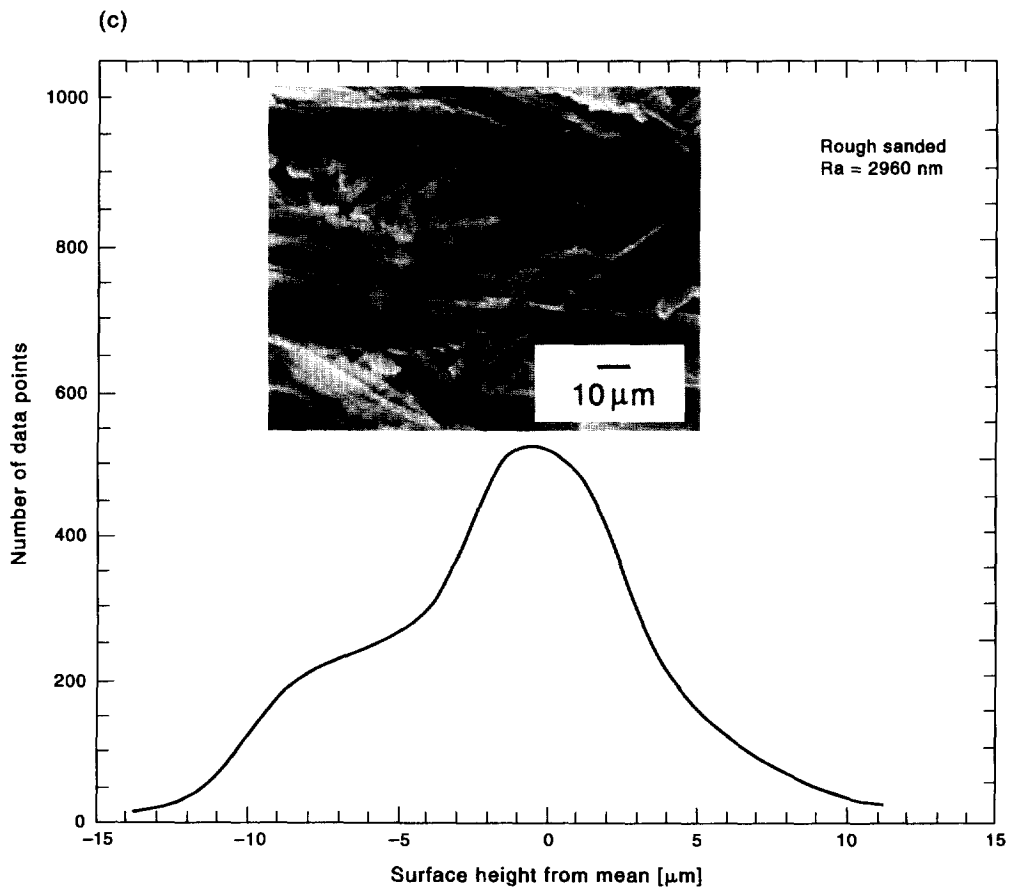 (c)
1000
800
600
400
200
0
Number of data points
Rough sanded
Ra = 2960 nm
10 μm
−15
−10
−5
0
5
10
15
Surface height from mean [μm]